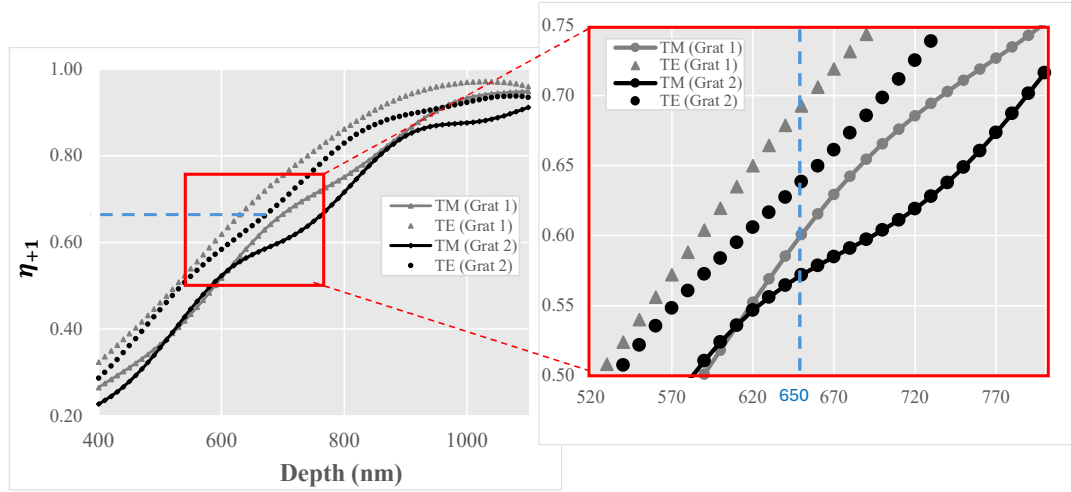 1.00
0.80
0.60
0.40
0.20
η+1
400
600
800
1000
Depth (nm)
TM (Grat 1)
TE (Grat 1)
TM (Grat 2)
TE (Grat 2)
0.75
0.70
0.65
0.60
0.55
0.50
520
570
620
650
670
720
770
TM (Grat 1)
TE (Grat 1)
TM (Grat 2)
TE (Grat 2)